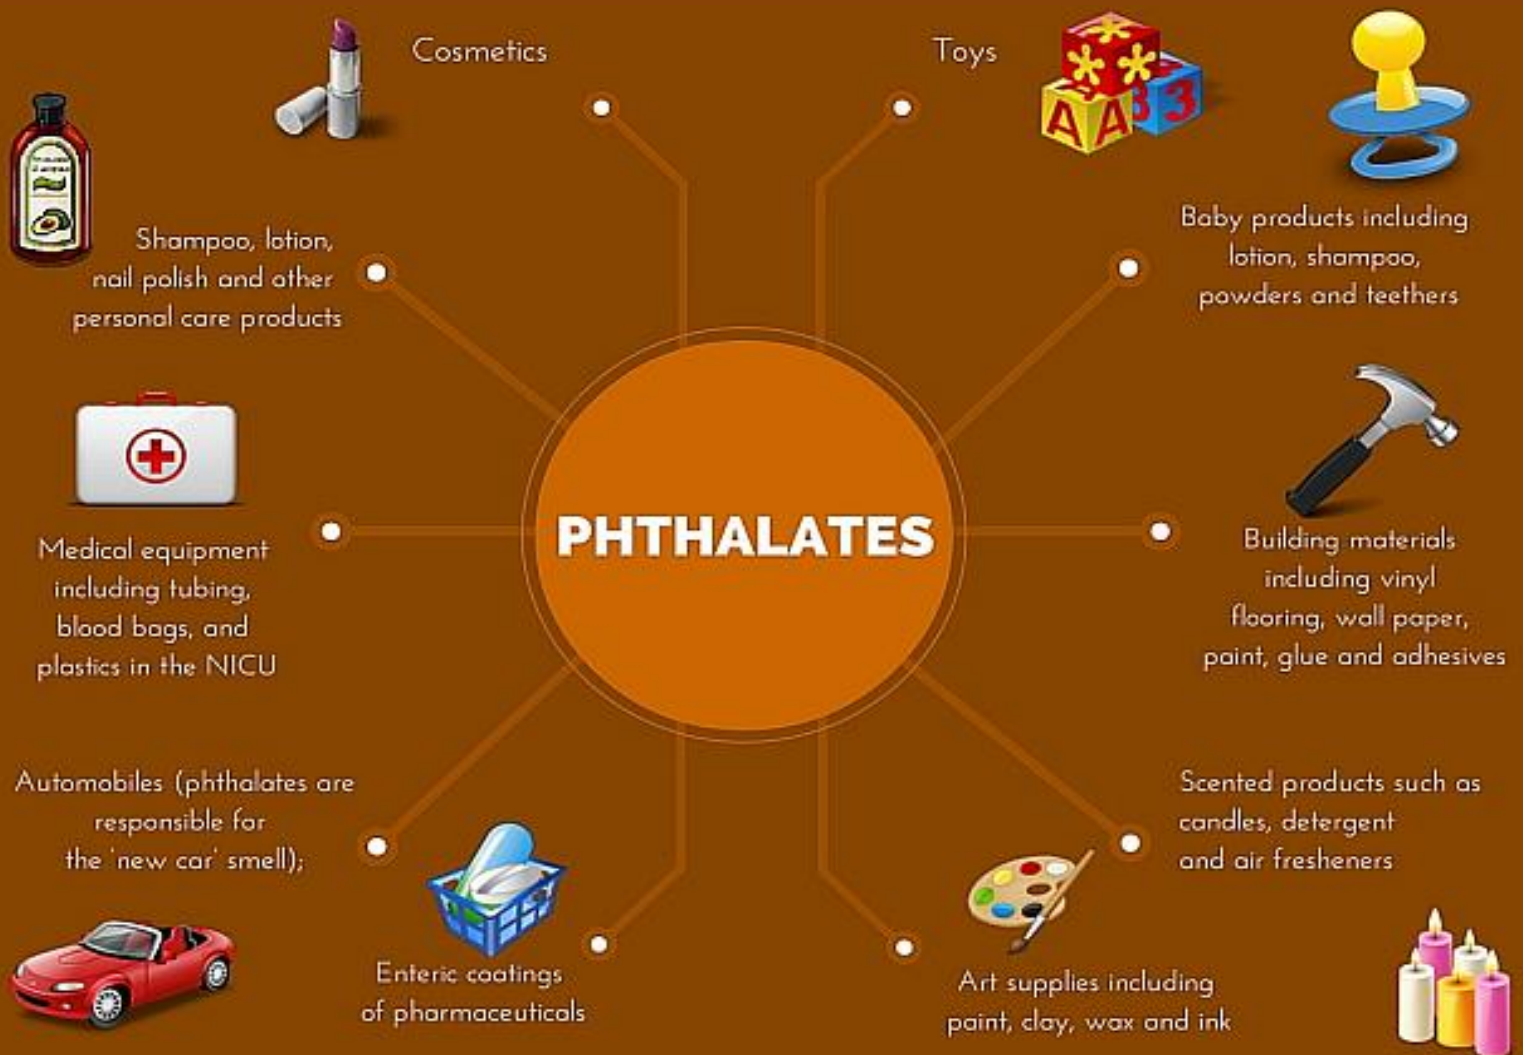 Cosmetics
Toys
Shampoo, lotion,
nail polish and other
personal care products
Baby products including
lotion, shampoo,
powders and teethers
PHTHALATES
Medical equipment
including tubing,
blood bags, and
plastics in the NICU
Building materials
including vinyl
flooring, wall paper,
paint, glue and adhesives
Automobiles (phthalates are
responsible for
the 'new car' smell);
Scented products such as
candles, detergent
and air fresheners
Enteric coatings
of pharmaceuticals
Art supplies including
paint, clay, wax and ink
A A B 3